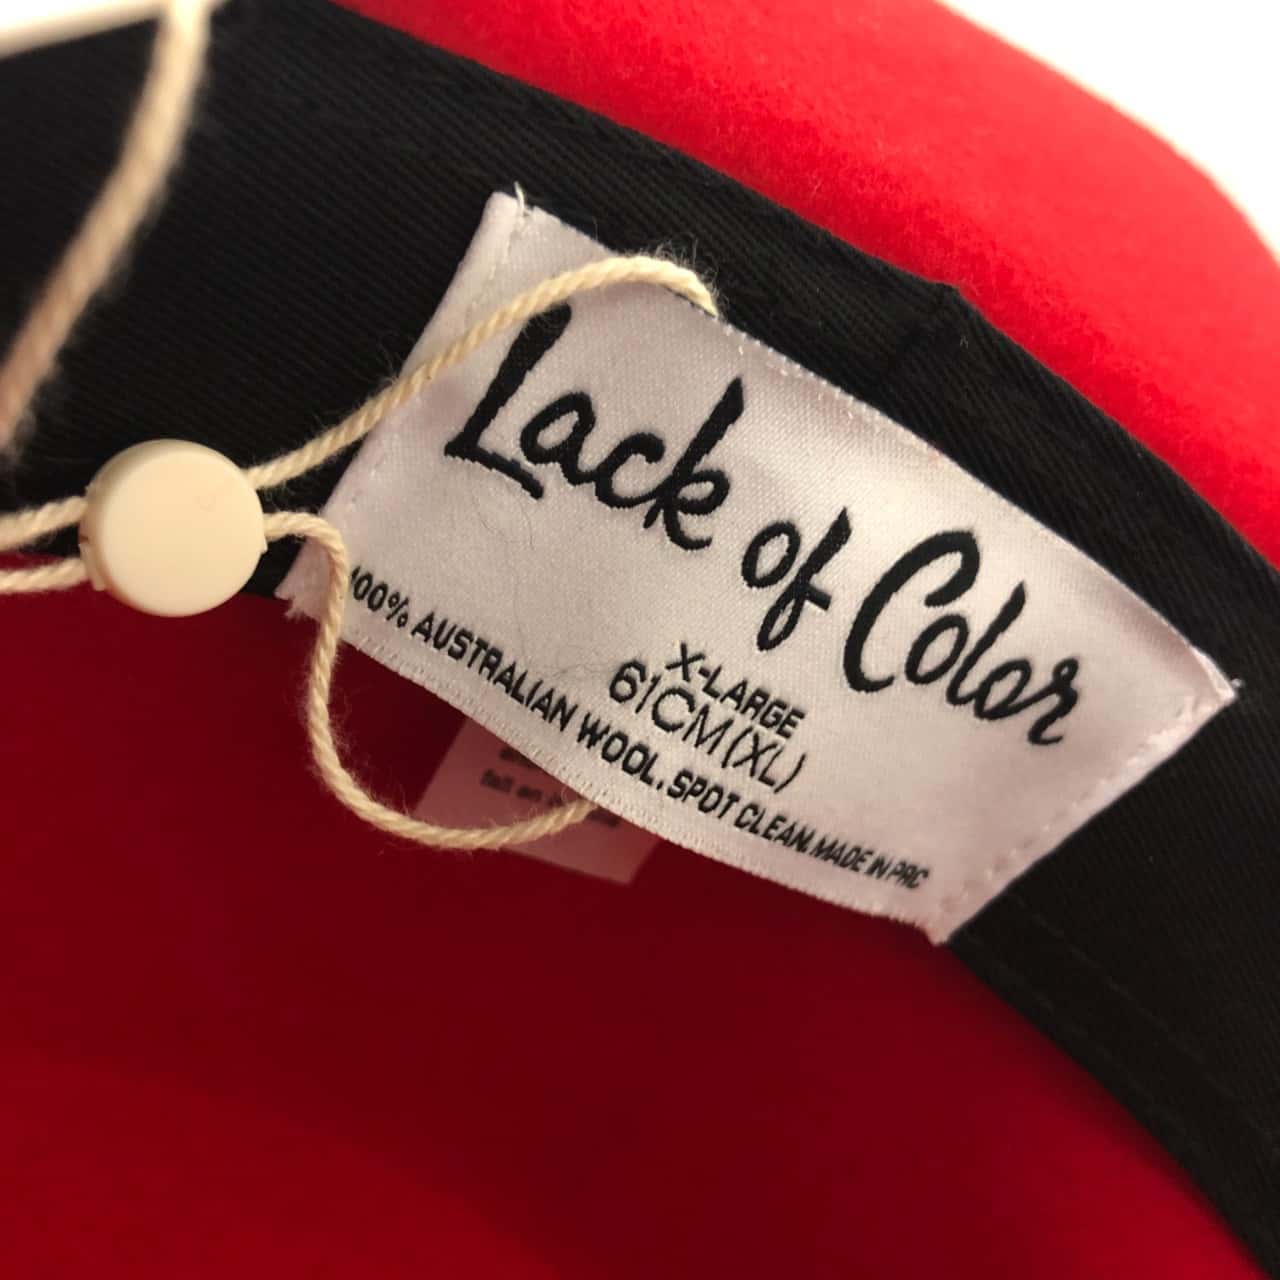 Lack of Color
X-LARGE
61CM(XL)
100% AUSTRALIAN WOOL. SPOT CLEAN. MADE IN PRC